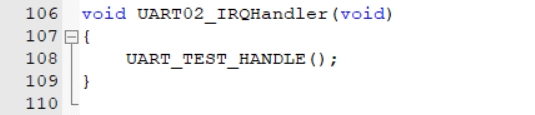 106 void UART02_IRQHandler(void)
107 {
108     UART_TEST_HANDLE();
109 }
110